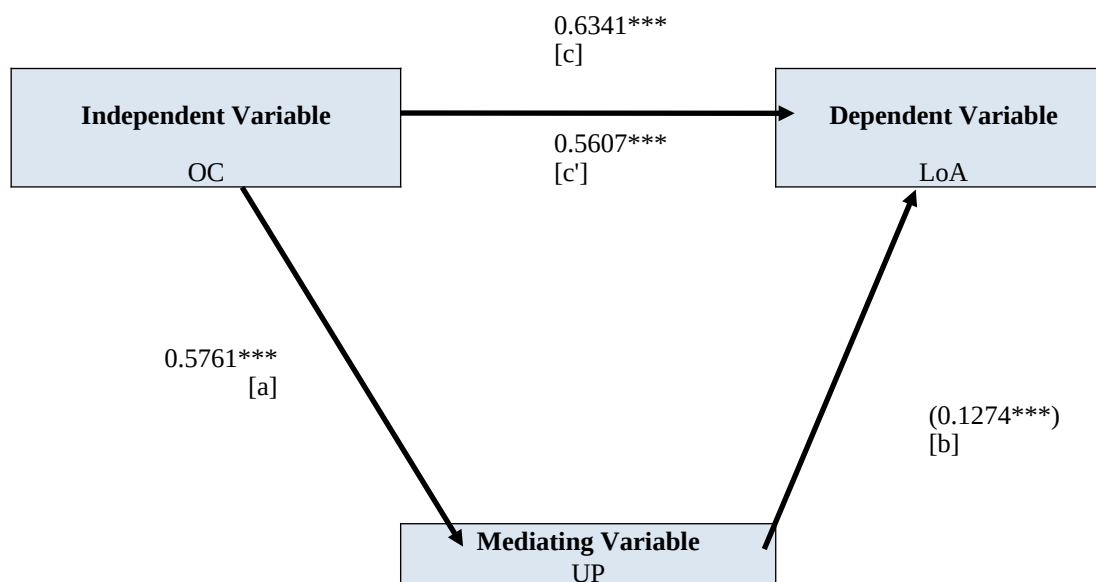 0.6341***
[c]
Independent Variable
OC
Dependent Variable
LoA
0.5607***
[c']
0.5761***
[a]
(0.1274***)
[b]
Mediating Variable
UP